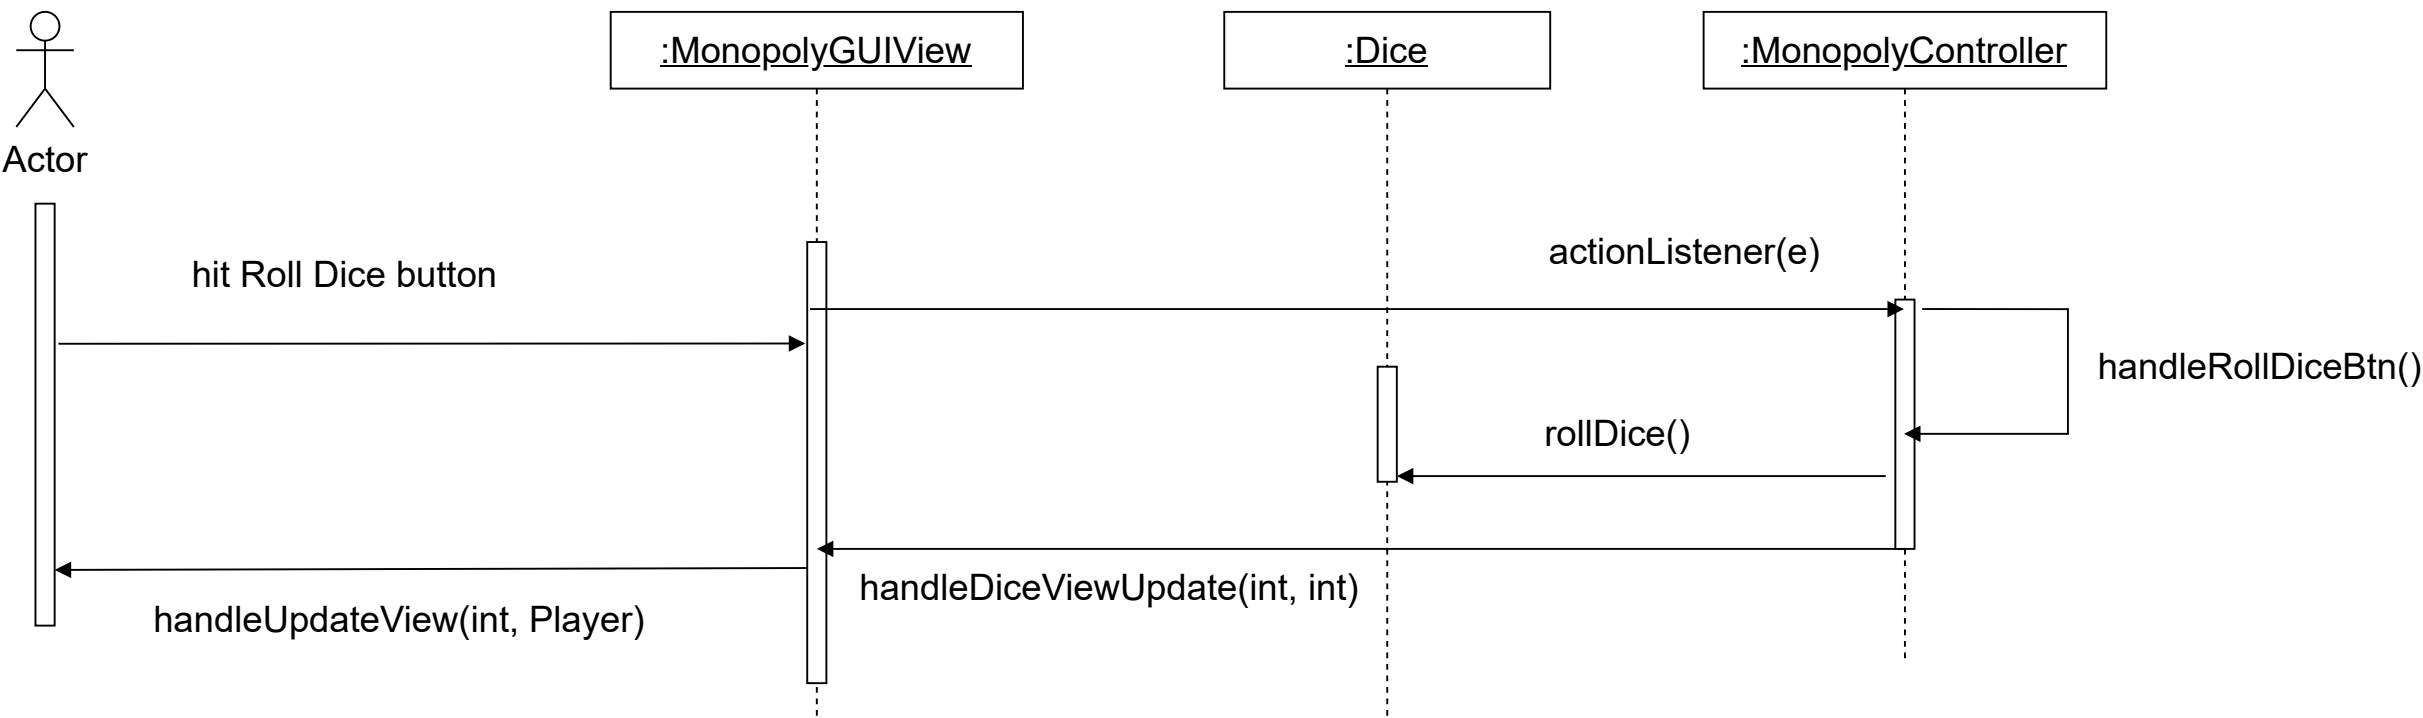 :MonopolyGUIView
:Dice
:MonopolyController
Actor
actionListener(e)
hit Roll Dice button
handleRollDiceBtn()
rollDice()
handleDiceViewUpdate(int, int)
handleUpdateView(int, Player)